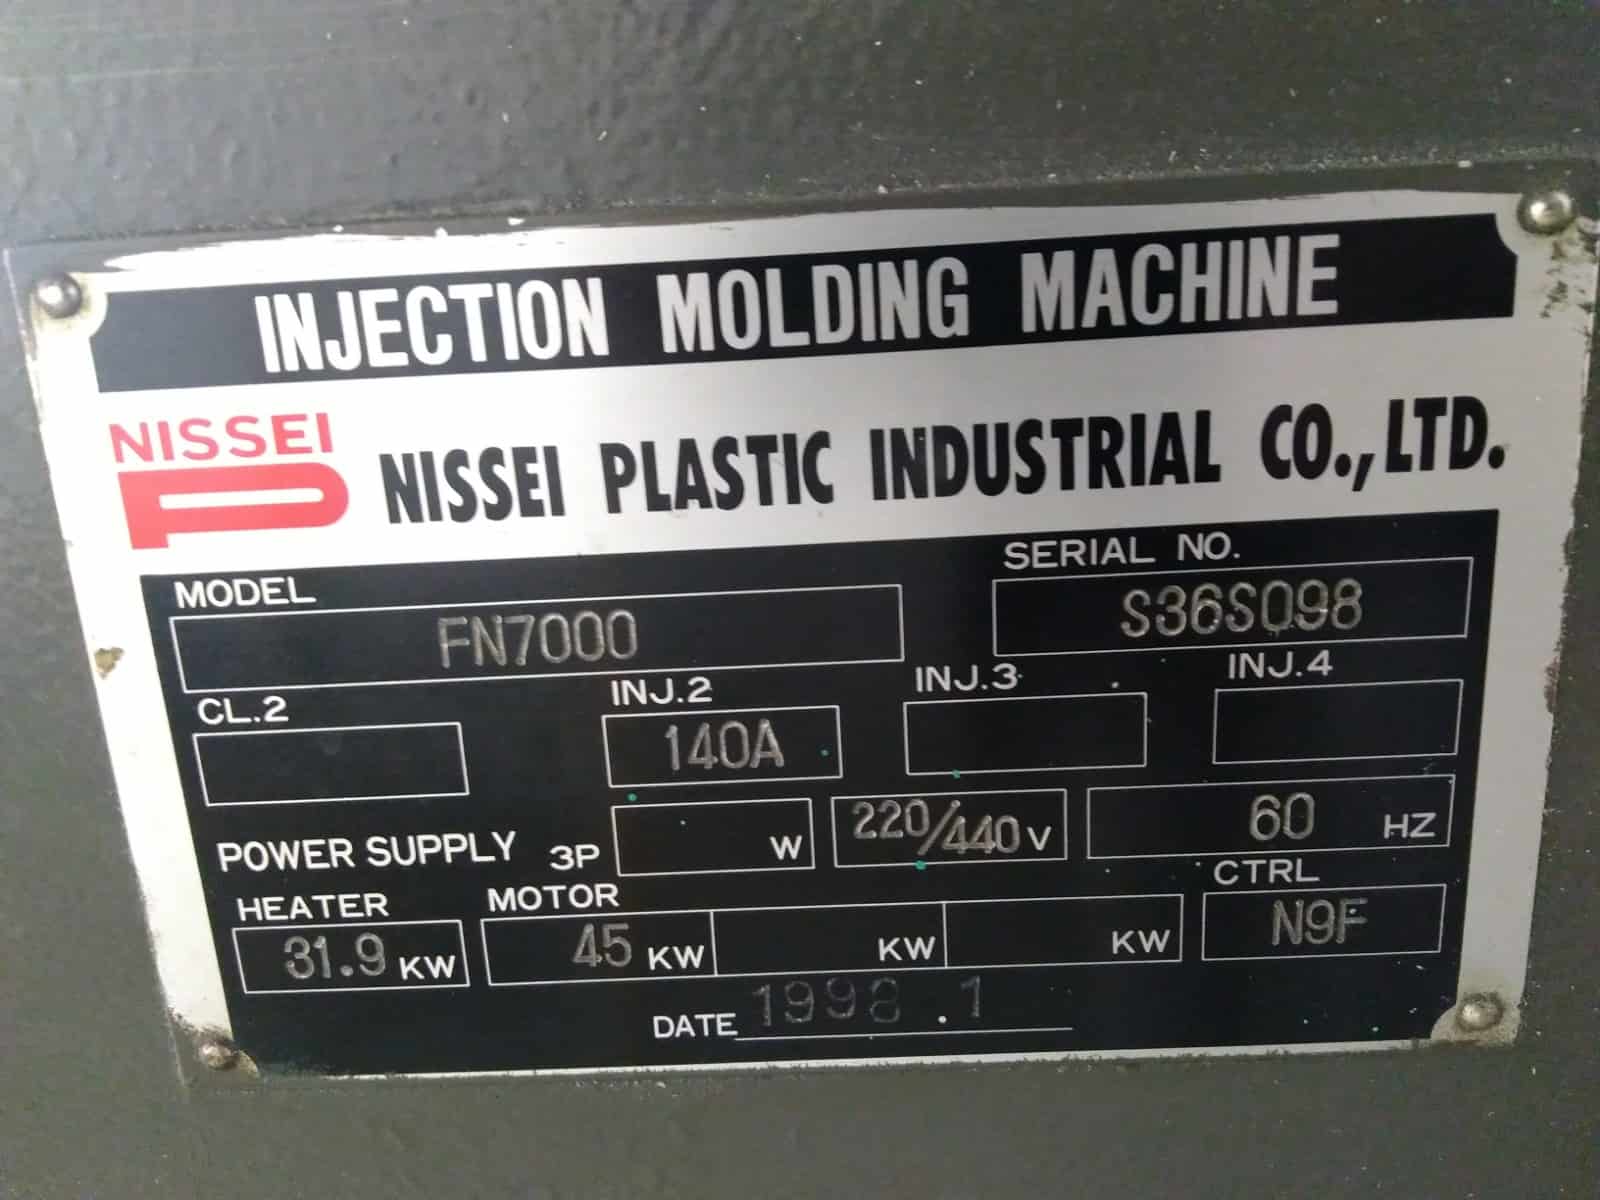 INJECTION MOLDING MACHINE
NISSEI
NISSEI PLASTIC INDUSTRIAL CO., LTD.
MODEL
SERIAL NO.
FN7000
S36S098
CL.2
INJ.2
INJ.3
INJ.4
140A
POWER SUPPLY 3P W 220/440 V 60 HZ
HEATER
MOTOR
CTRL
31.9 KW 45 KW KW KW N9F
DATE 1998.1